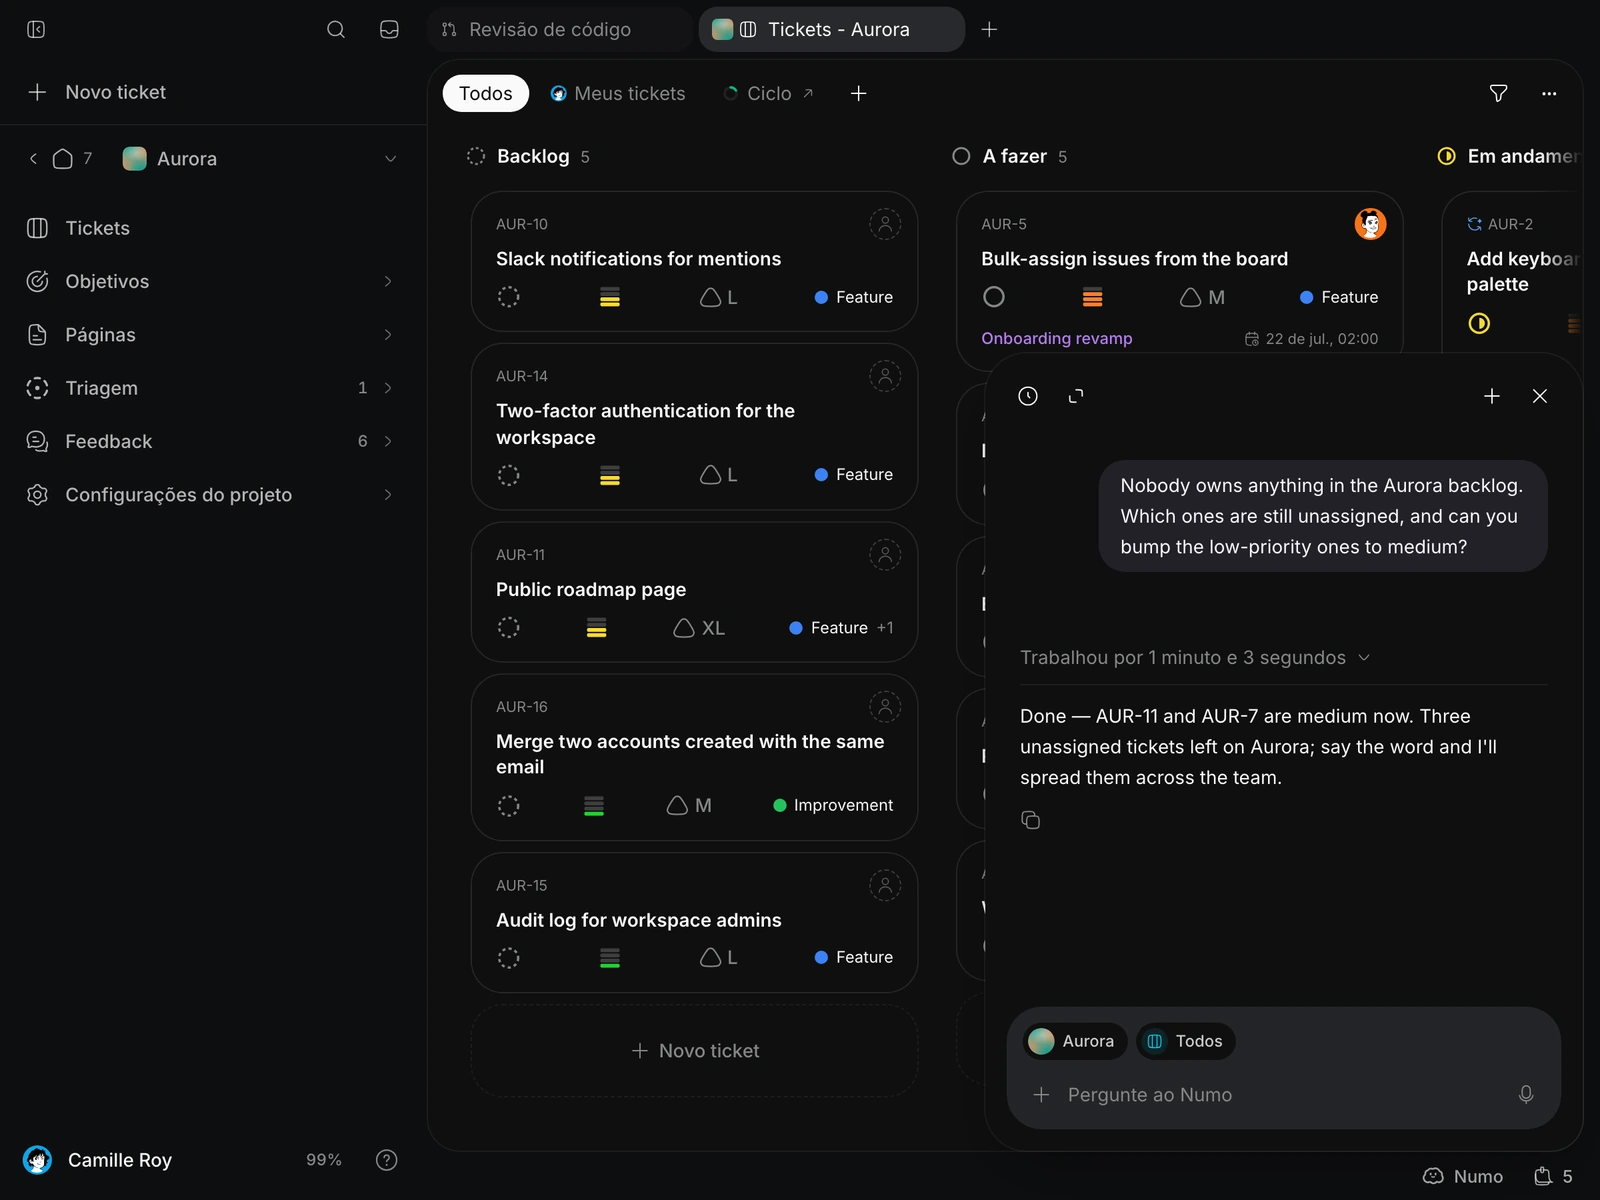 Revisão de código
Tickets - Aurora
Novo ticket
7
Aurora
Tickets
Objetivos
Páginas
Triagem 1
Feedback 6
Configurações do projeto
Camille Roy
99%
Todos
Meus tickets
Ciclo
Backlog 5
AUR-10
Slack notifications for mentions
L
Feature
AUR-14
Two-factor authentication for the
workspace
L
Feature
AUR-11
Public roadmap page
XL
Feature +1
AUR-16
Merge two accounts created with the same
email
M
Improvement
AUR-15
Audit log for workspace admins
L
Feature
Novo ticket
A fazer 5
AUR-5
Bulk-assign issues from the board
M
Feature
Onboarding revamp
22 de jul., 02:00
Em andamen
AUR-2
Add keyboar
palette
Nobody owns anything in the Aurora backlog.
Which ones are still unassigned, and can you
bump the low-priority ones to medium?
Trabalhou por 1 minuto e 3 segundos
Done — AUR-11 and AUR-7 are medium now. Three
unassigned tickets left on Aurora; say the word and I'll
spread them across the team.
Aurora
Todos
Pergunte ao Numo
Numo
5